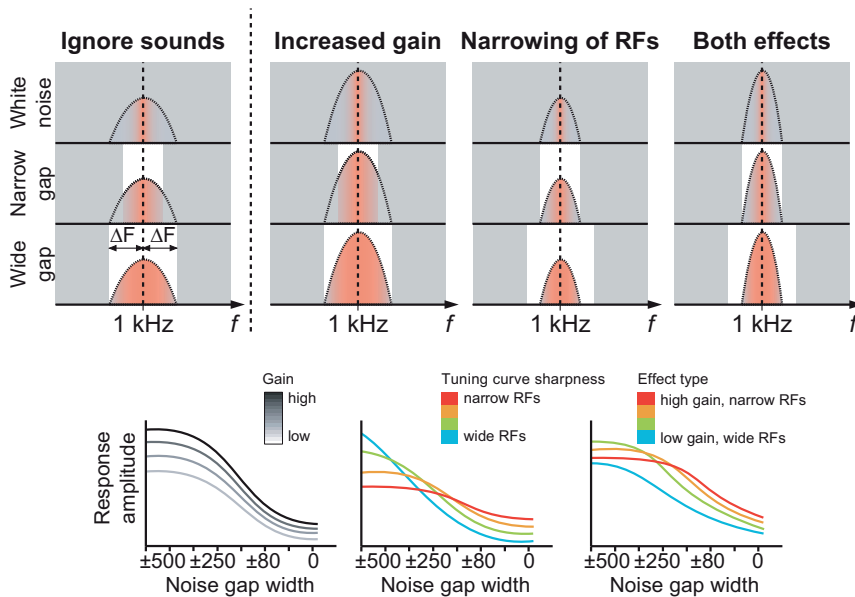 Ignore sounds
Increased gain
Narrowing of RFs
Both effects
White
noise
Narrow
gap
Wide
gap
ΔF
ΔF
1 kHz
f
1 kHz
f
1 kHz
f
1 kHz
f
Gain
high
low
Tuning curve sharpness
narrow RFs
wide RFs
Effect type
high gain, narrow RFs
low gain, wide RFs
Response
amplitude
±500 ±250 ±80 0
Noise gap width
±500 ±250 ±80 0
Noise gap width
±500 ±250 ±80 0
Noise gap width